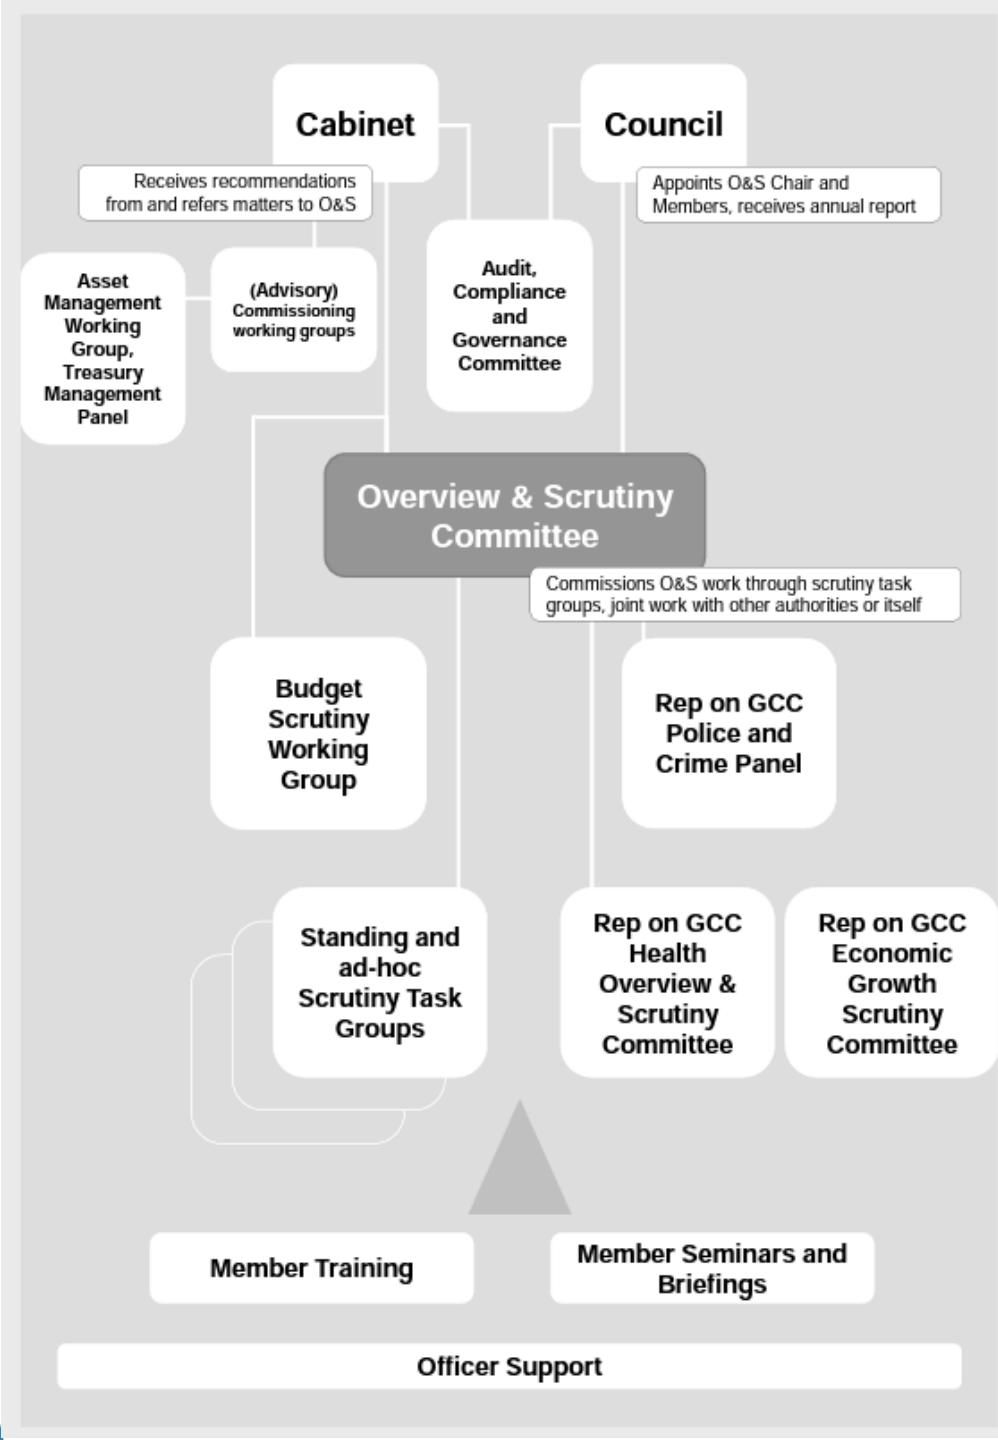 Cabinet
Council
Receives recommendations
from and refers matters to O&S
Appoints O&S Chair and
Members, receives annual report
Asset
Management
Working
Group,
Treasury
Management
Panel
(Advisory)
Commissioning
working groups
Audit,
Compliance
and
Governance
Committee
Overview & Scrutiny
Committee
Commissions O&S work through scrutiny task
groups, joint work with other authorities or itself
Budget
Scrutiny
Working
Group
Rep on GCC
Police and
Crime Panel
Standing and
ad-hoc
Scrutiny Task
Groups
Rep on GCC
Health
Overview &
Scrutiny
Committee
Rep on GCC
Economic
Growth
Scrutiny
Committee
Member Training
Member Seminars and
Briefings
Officer Support